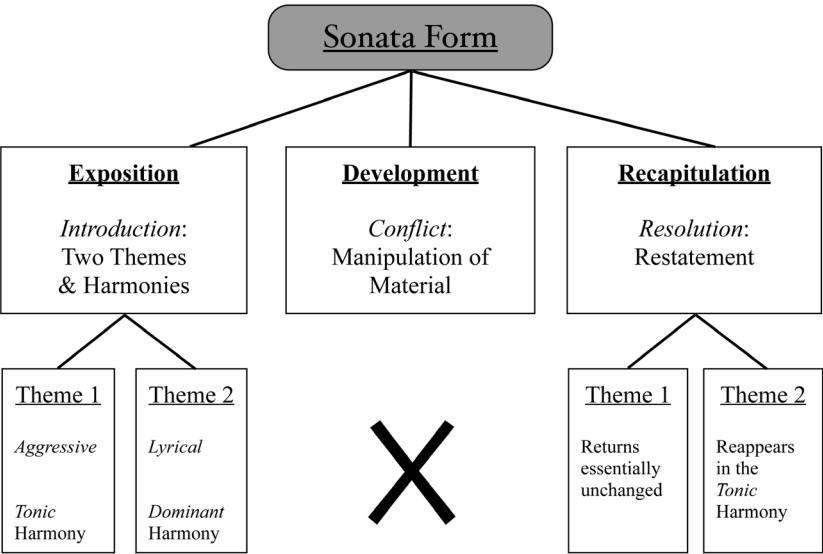 Sonata Form
Exposition
Introduction:
Two Themes
& Harmonies
Development
Conflict:
Manipulation of
Material
Recapitulation
Resolution:
Restatement
Theme 1
Aggressive
Tonic
Harmony
Theme 2
Lyrical
Dominant
Harmony
Theme 1
Returns
essentially
unchanged
Theme 2
Reappears
in the
Tonic
Harmony